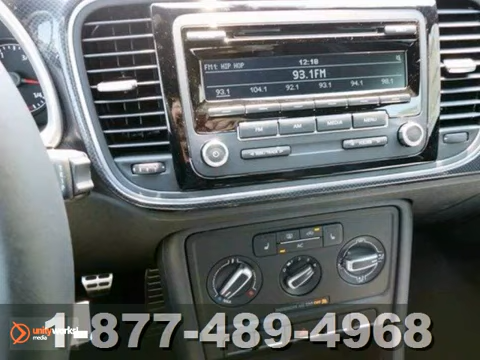 12:18
FM1: HIP HOP
93.1FM
93.1 104.1 92.1 93.1 94.1 98.1
FM AM MEDIA MENU
AC
1-877-489-4968
unityworks!
media